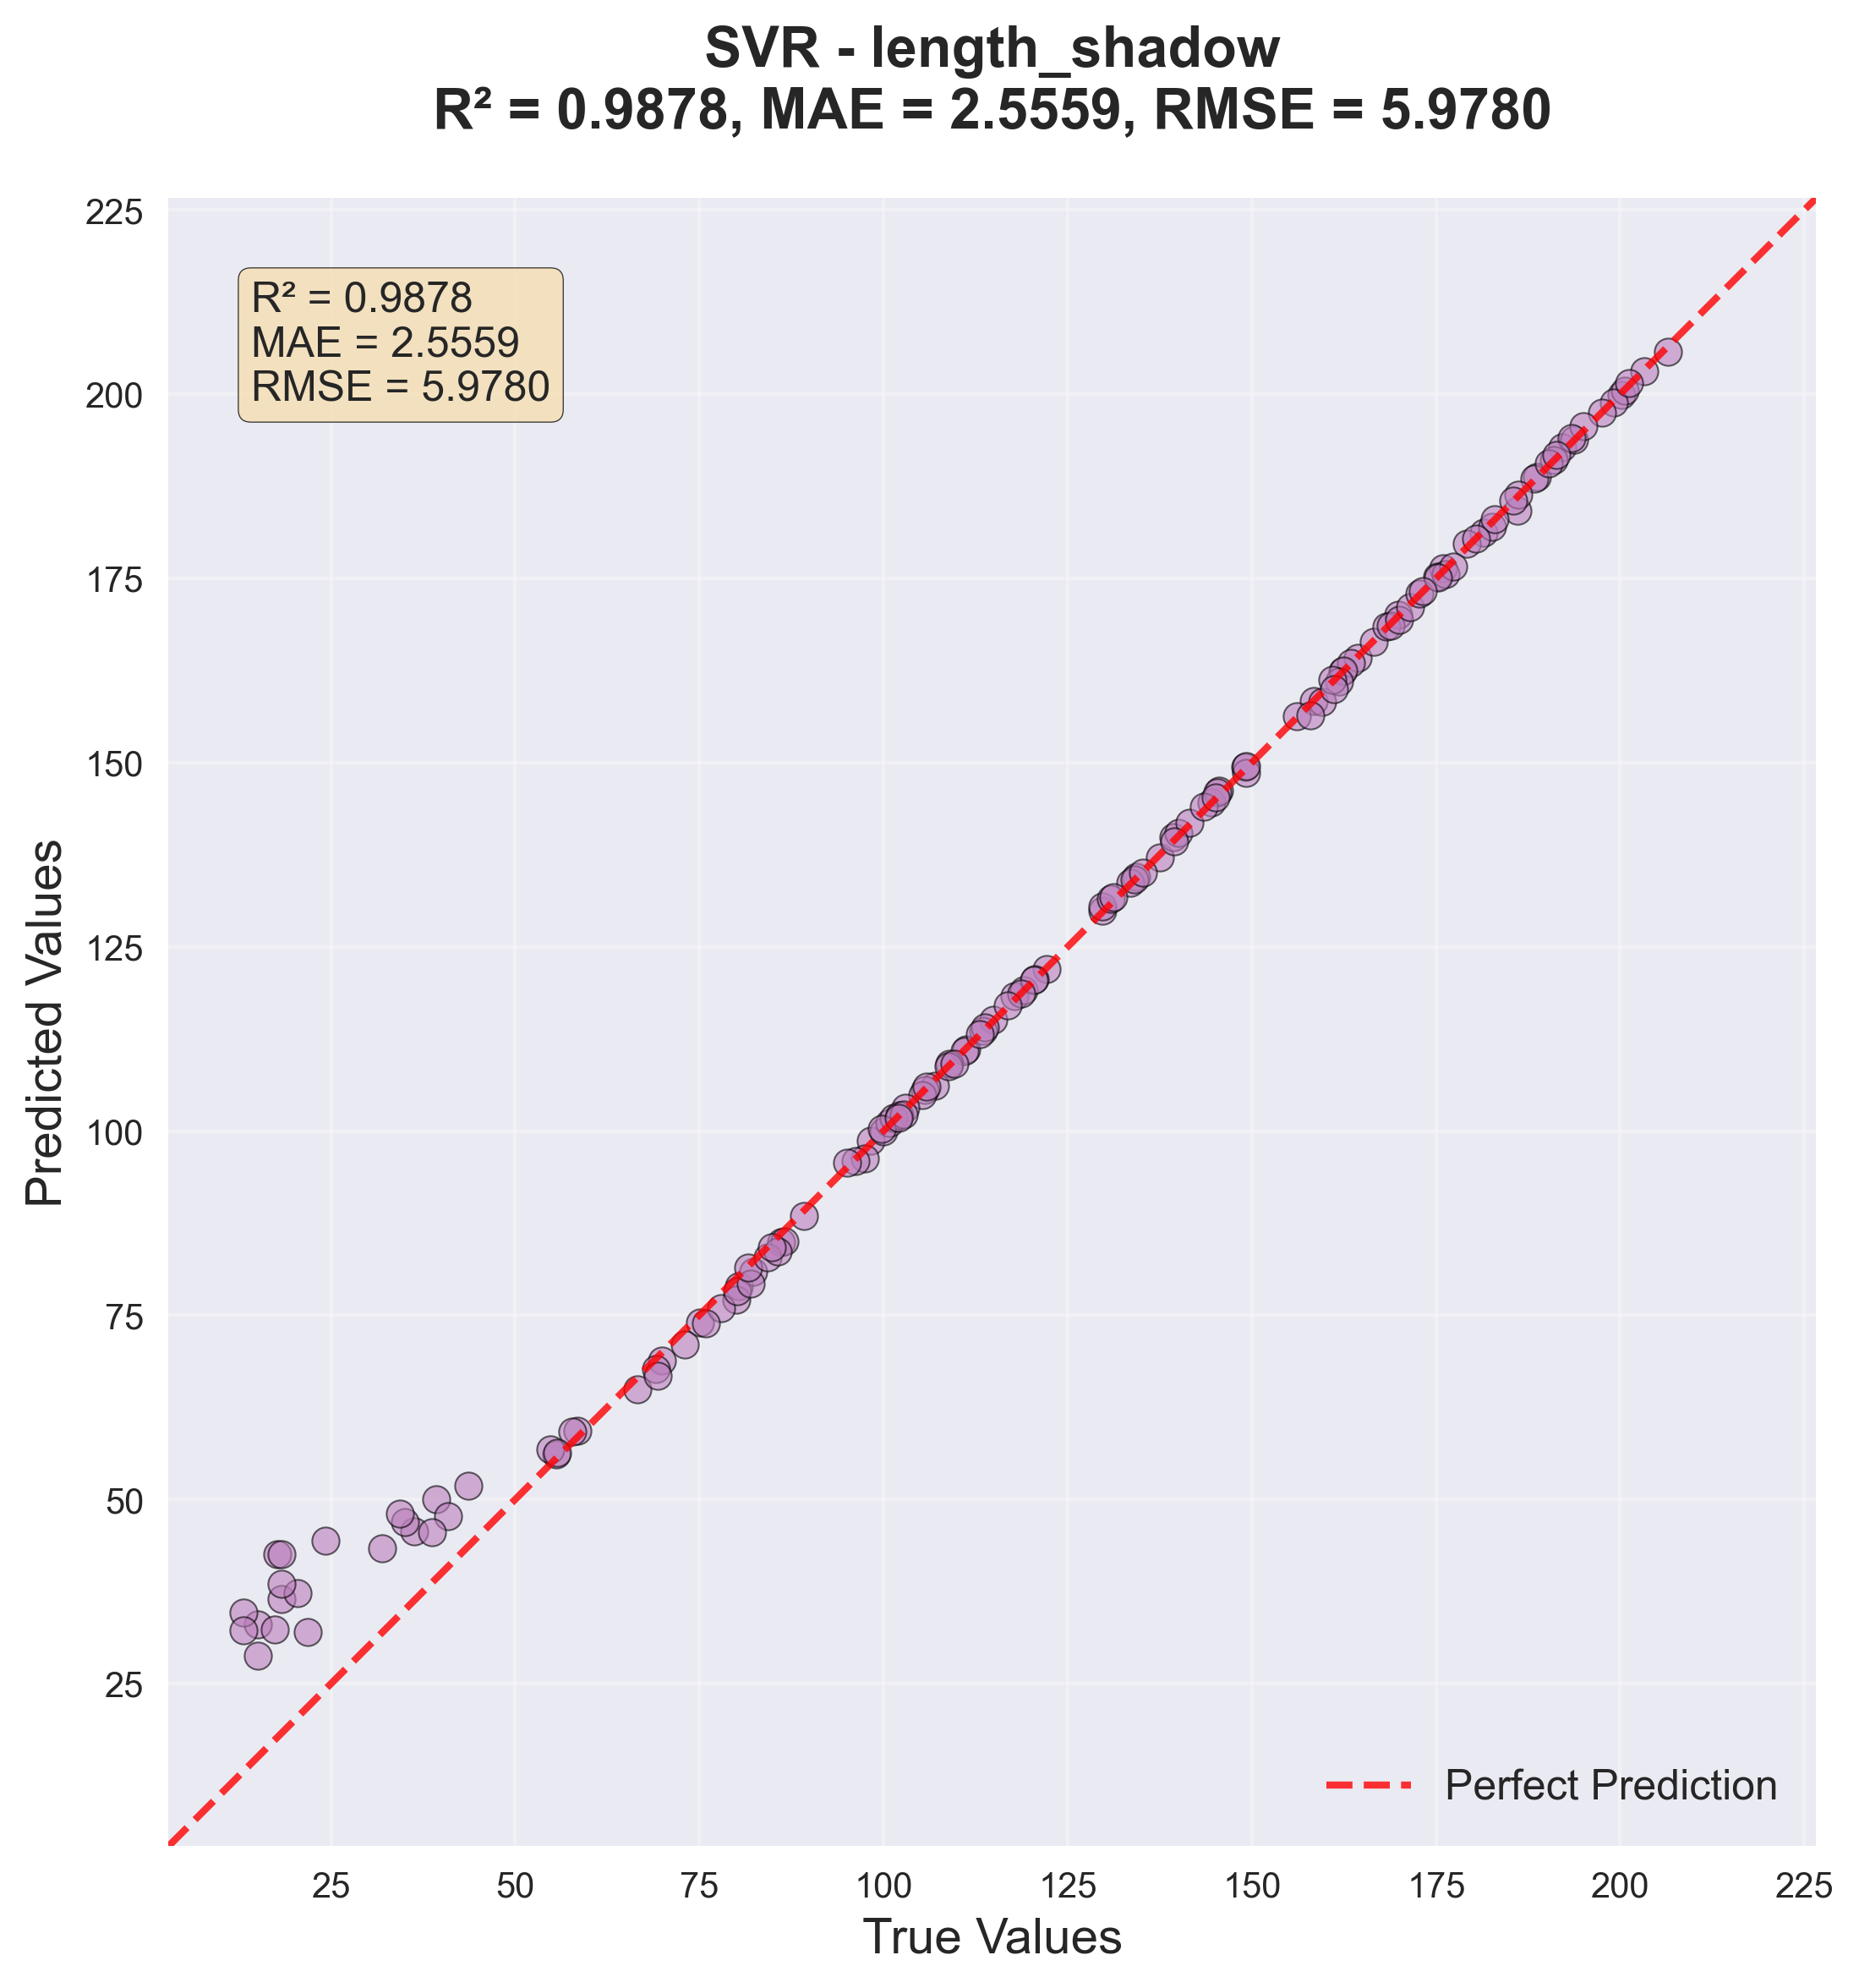 SVR - length_shadow
R² = 0.9878, MAE = 2.5559, RMSE = 5.9780
225
200
175
150
125
100
75
50
25
R² = 0.9878
MAE = 2.5559
RMSE = 5.9780
Predicted Values
Perfect Prediction
25 50 75 100 125 150 175 200 225
True Values